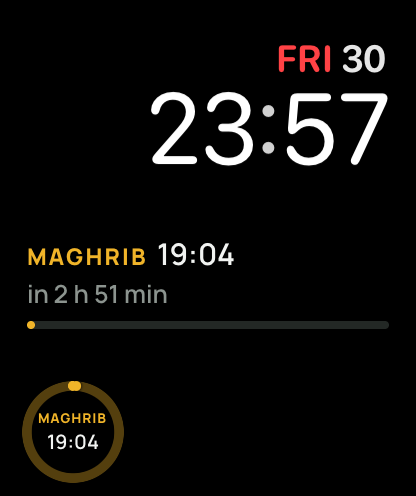 FRI 30
23:57
MAGHRIB 19:04
in 2 h 51 min
MAGHRIB
19:04